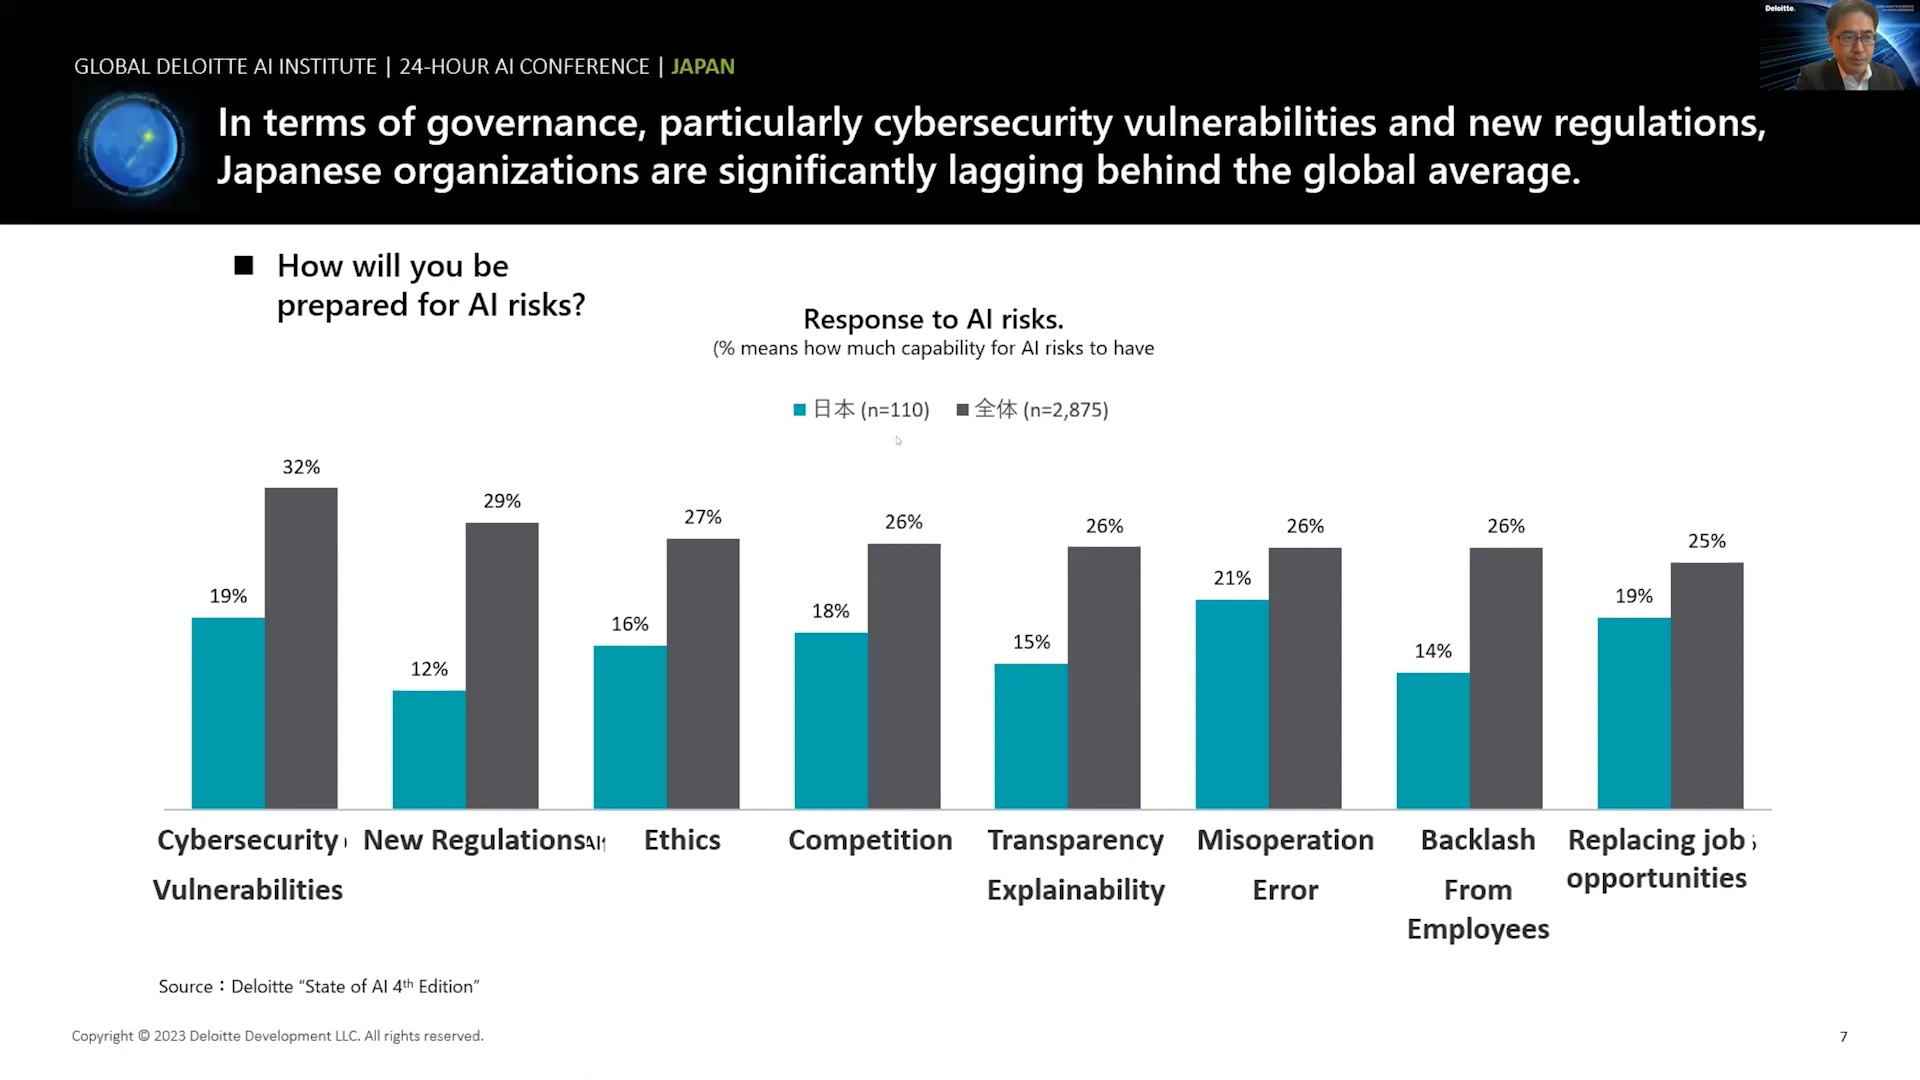 Deloitte.
GLOBAL DELOITTE AI INSTITUTE | 24-HOUR AI CONFERENCE | JAPAN
In terms of governance, particularly cybersecurity vulnerabilities and new regulations,
Japanese organizations are significantly lagging behind the global average.
■ How will you be
prepared for AI risks?
Response to AI risks.
(% means how much capability for AI risks to have
日本 (n=110) 全体 (n=2,875)
32%
29%
27%
26%
26%
26%
26%
25%
19%
12%
16%
18%
15%
21%
14%
19%
Cybersecurity New Regulations Ethics Competition Transparency Misoperation Backlash Replacing job
Vulnerabilities Explainability Error From opportunities
Employees
Source：Deloitte “State of AI 4th Edition”
Copyright © 2023 Deloitte Development LLC. All rights reserved.
7